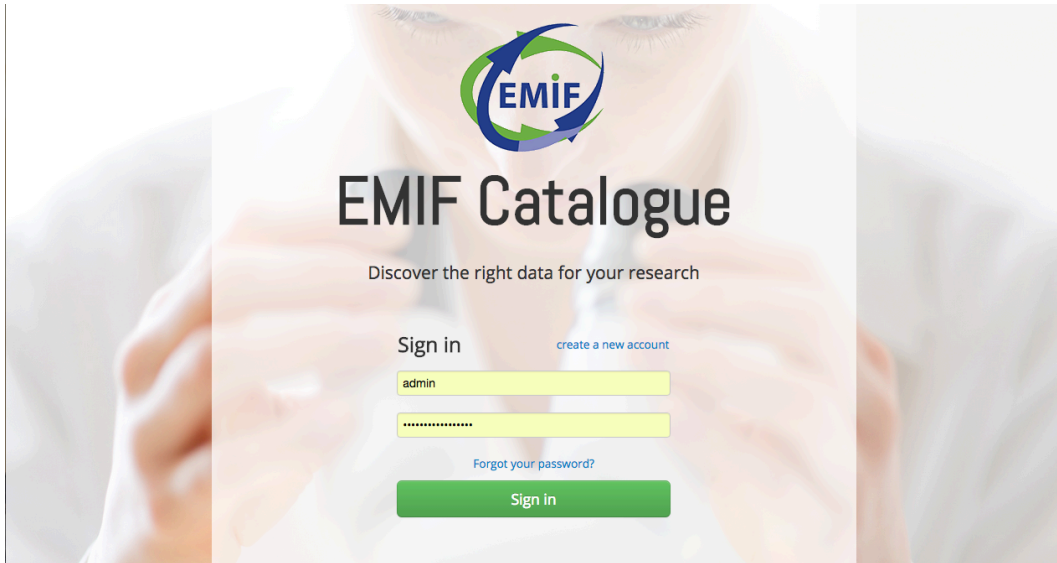 EMIF
EMIF Catalogue
Discover the right data for your research
Sign in create a new account
admin
•••••••••••••••••
Forgot your password?
Sign in